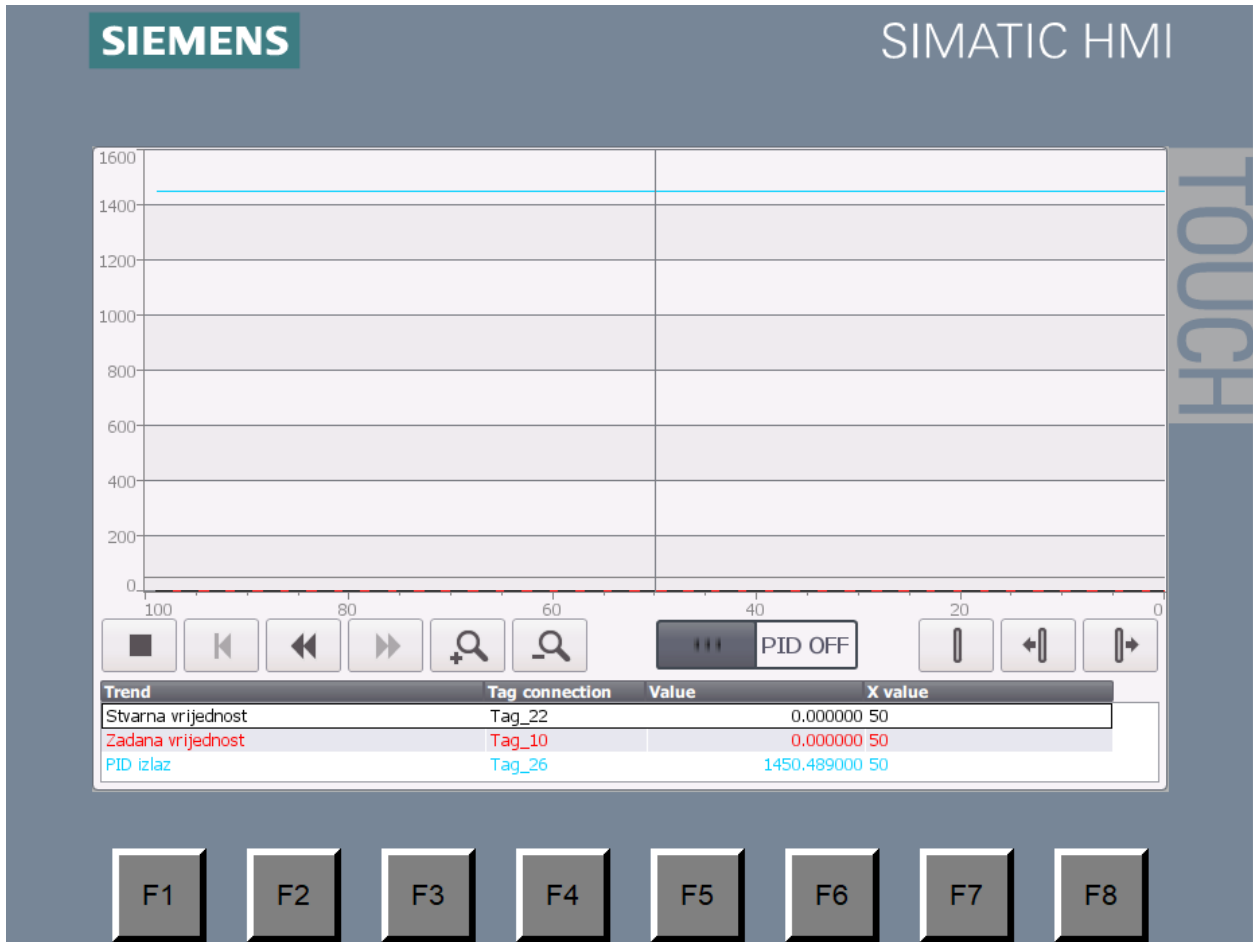 SIEMENS
SIMATIC HMI
TOUCH
1600
1400
1200
1000
800
600
400
200
0
100 80 60 40 20 0
PID OFF
Trend Tag connection Value X value
Stvarna vrijednost Tag_22 0.000000 50
Zadana vrijednost Tag_10 0.000000 50
PID izlaz Tag_26 1450.489000 50
F1 F2 F3 F4 F5 F6 F7 F8